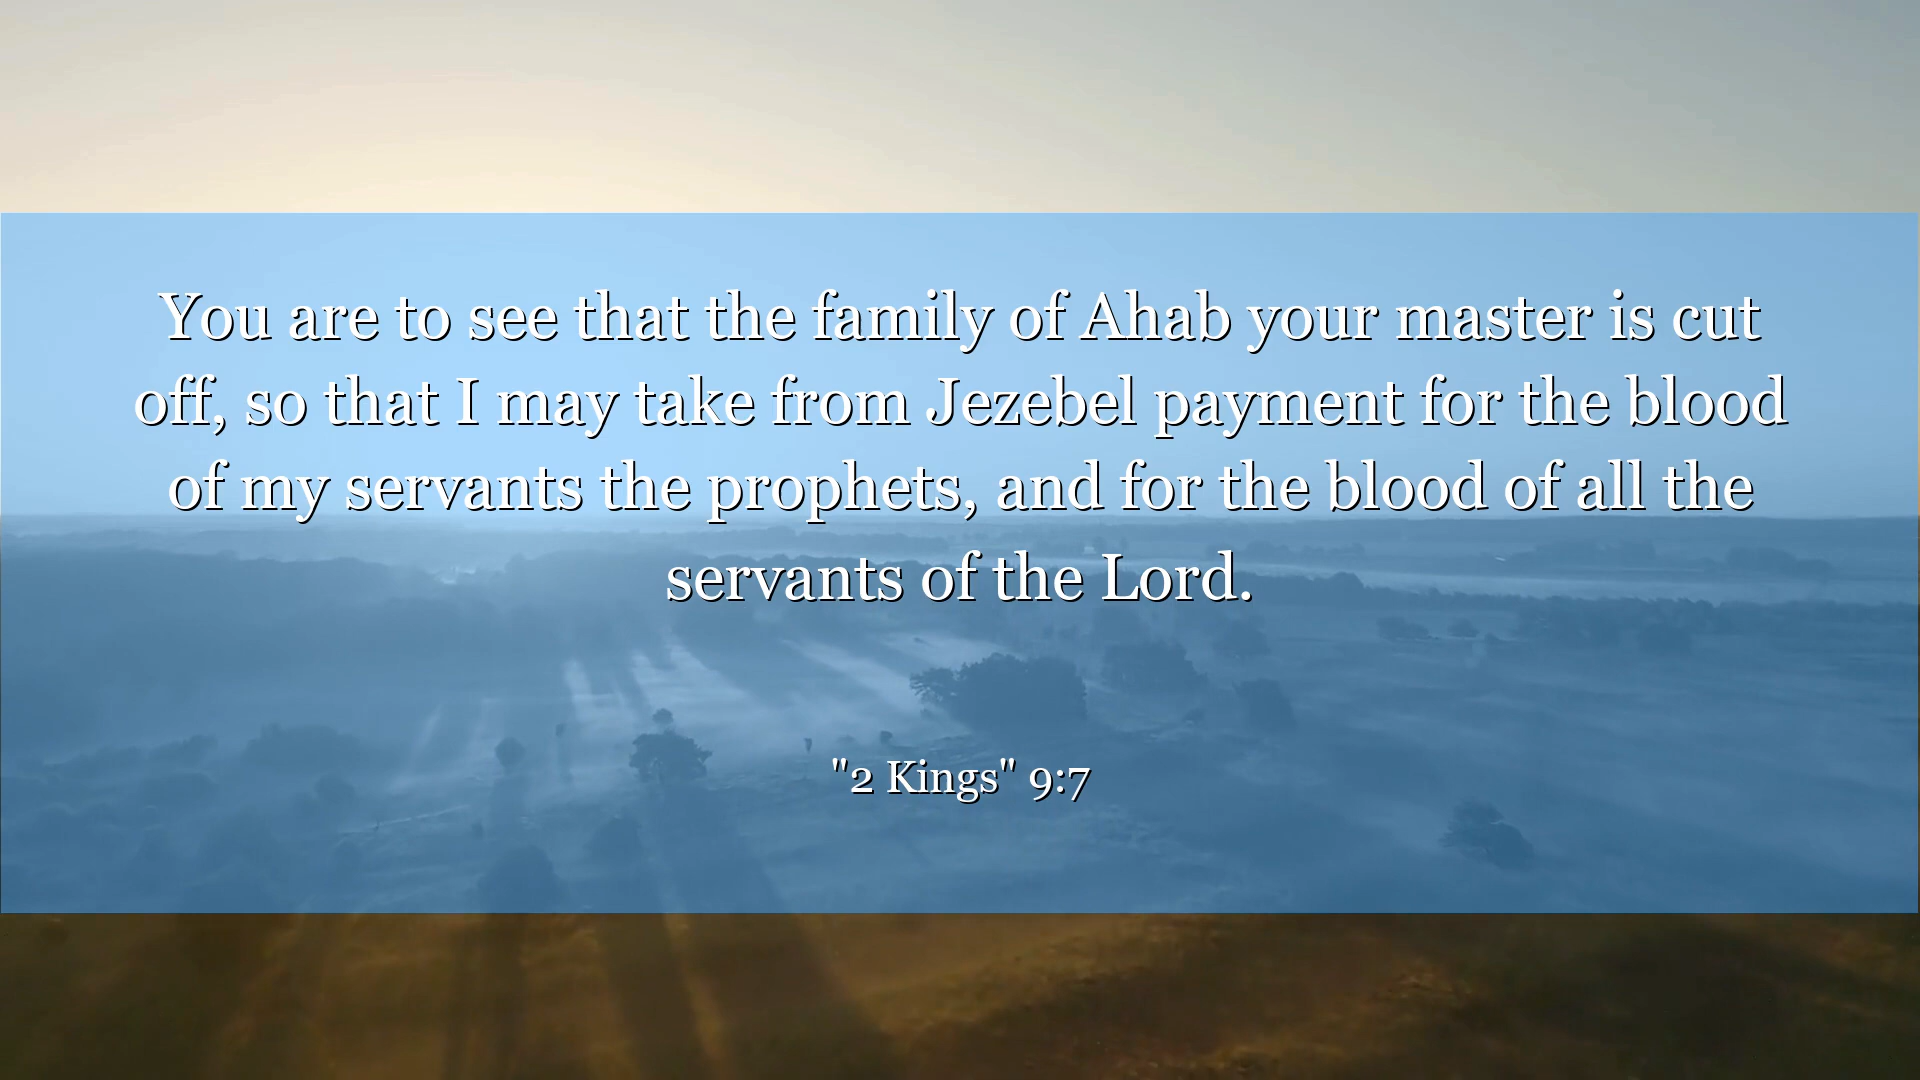 You are to see that the family of Ahab your master is cut
off, so that I may take from Jezebel payment for the blood
of my servants the prophets, and for the blood of all the
servants of the Lord.
"2 Kings" 9:7